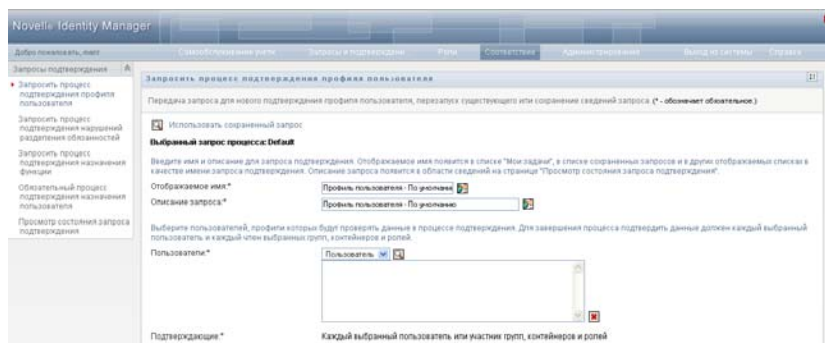 Novell® Identity Manager
Добро пожаловать,
Самообслуживание учетн. Запросы и подтверждени Роли Соответствие Администрирование Выход из системы Справка
Запросы подтверждения
Запросить процесс
подтверждения профиля
пользователя
Запросить процесс
подтверждения нарушений
разделения обязанностей
Запросить процесс
подтверждения назначения
функции
Обязательный процесс
подтверждения назначения
пользователя
Просмотр состояния запроса
подтверждения
Запросить процесс подтверждения профиля пользователя
Передача запроса для нового подтверждения профиля пользователя, перезапуск существующего или сохранение сведений запроса. (* - обозначает обязательное.)
Использовать сохраненный запрос
Выбранный запрос процесса: Default
Введите имя и описание для запроса подтверждения. Отображаемое имя появится в списке "Мои задачи", в списке сохраненных запросов и в других отображаемых списках в
качестве имени запроса подтверждения. Описание запроса появится в области сведений на странице "Просмотр состояния запроса подтверждения".
Отображаемое имя:*
Профиль пользователя - По умолчани
Описание запроса:*
Профиль пользователя - По умолчанию
Выберите пользователей, профили которых будут проверять данные в процессе подтверждения. Для завершения процесса подтвердить данные должен каждый выбранный
пользователь и каждый член выбранных групп, контейнеров и ролей.
Пользователи:*
Пользователь
Подтверждающие:*
Каждый выбранный пользователь или участник групп, контейнеров и ролей